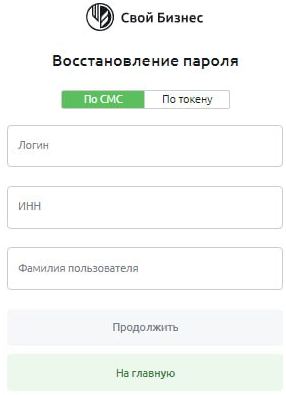 Свой Бизнес
Восстановление пароля
По СМС По токену
Логин
ИНН
Фамилия пользователя
Продолжить
На главную